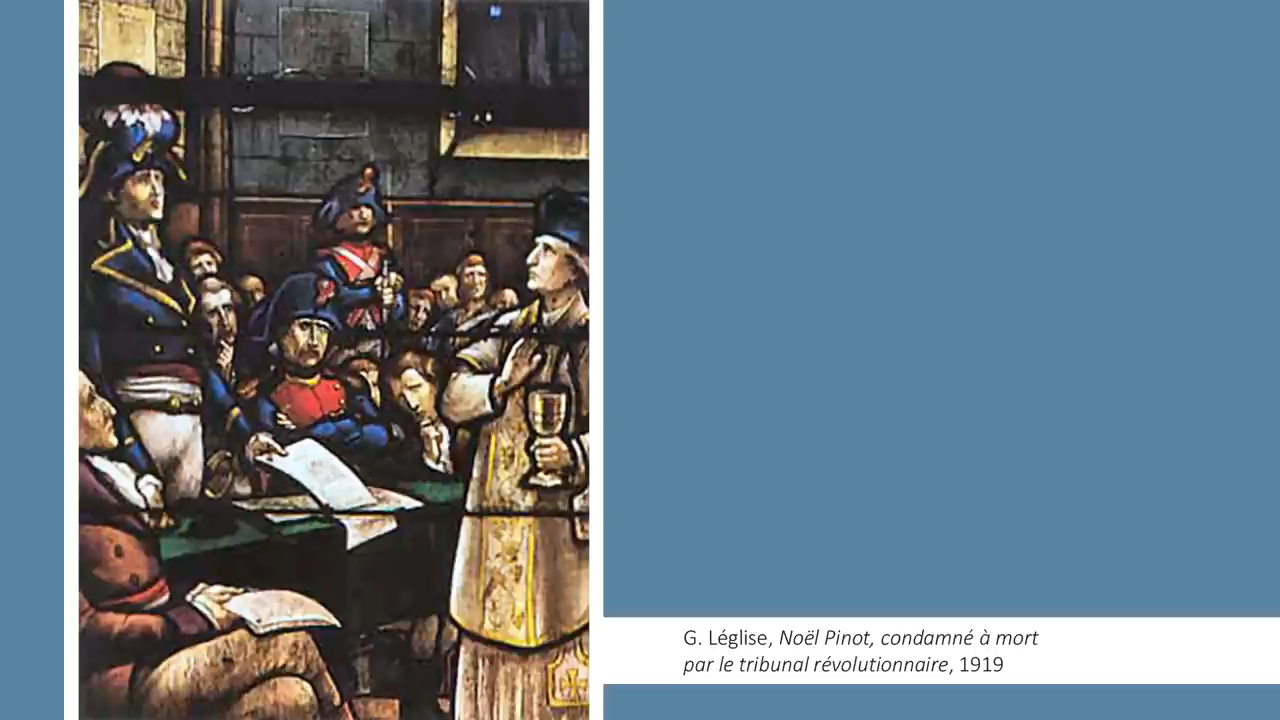 G. Léglise, Noël Pinot, condamné à mort
par le tribunal révolutionnaire, 1919